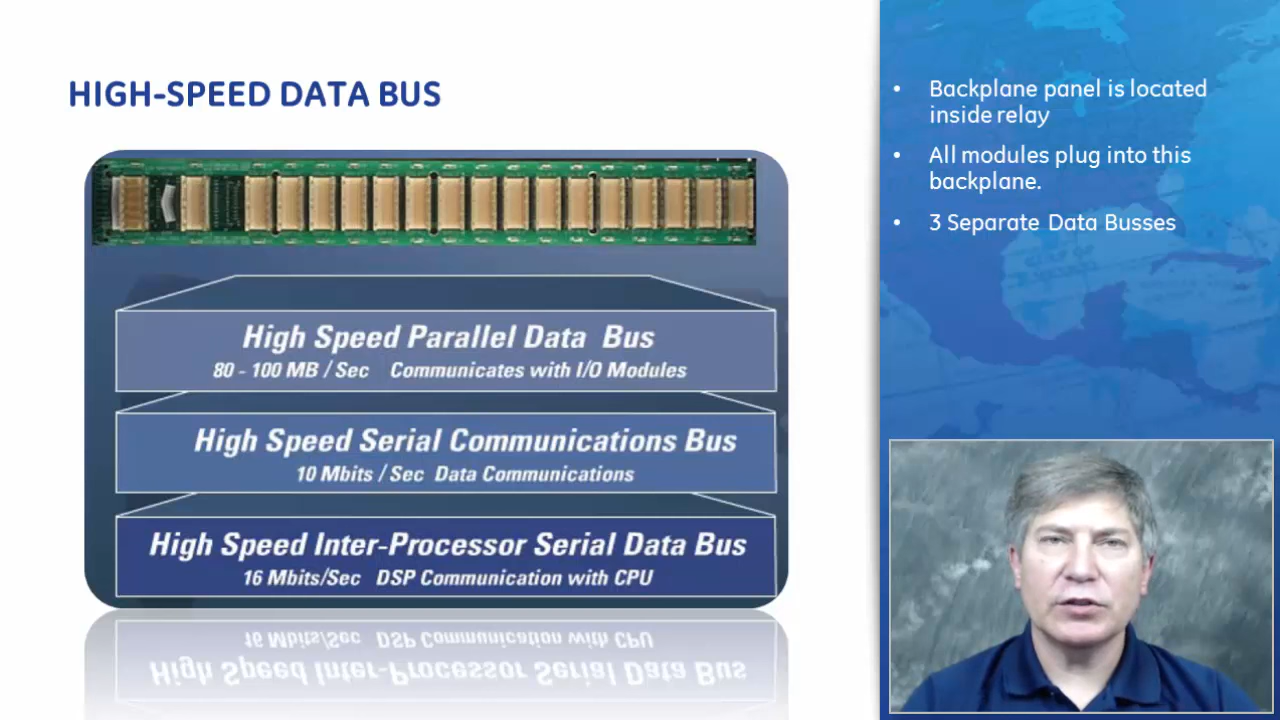 HIGH-SPEED DATA BUS
High Speed Parallel Data Bus
80 - 100 MB / Sec Communicates with I/O Modules
High Speed Serial Communications Bus
10 Mbits / Sec Data Communications
High Speed Inter-Processor Serial Data Bus
16 Mbits/Sec DSP Communication with CPU
• Backplane panel is located
inside relay
• All modules plug into this
backplane.
• 3 Separate Data Busses